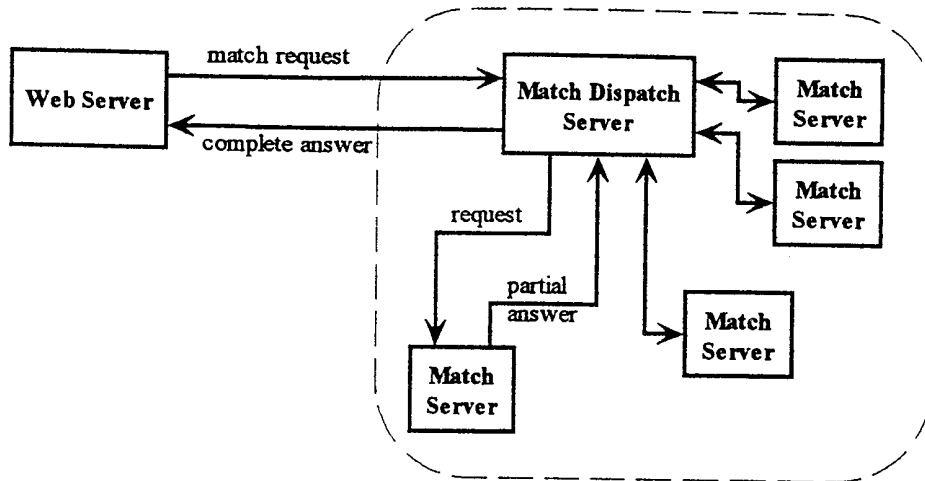 match request
Web Server
complete answer
Match Dispatch
Server
Match
Server
Match
Server
request
partial
answer
Match
Server
Match
Server